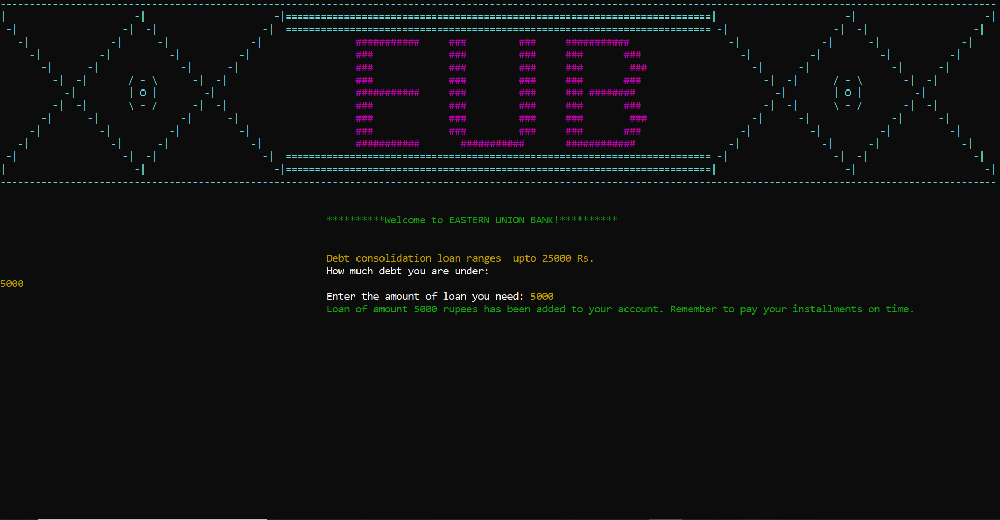 EUB
**********Welcome to EASTERN UNION BANK!**********
Debt consolidation loan ranges  upto 25000 Rs.
How much debt you are under:
5000
Enter the amount of loan you need: 5000
Loan of amount 5000 rupees has been added to your account. Remember to pay your installments on time.